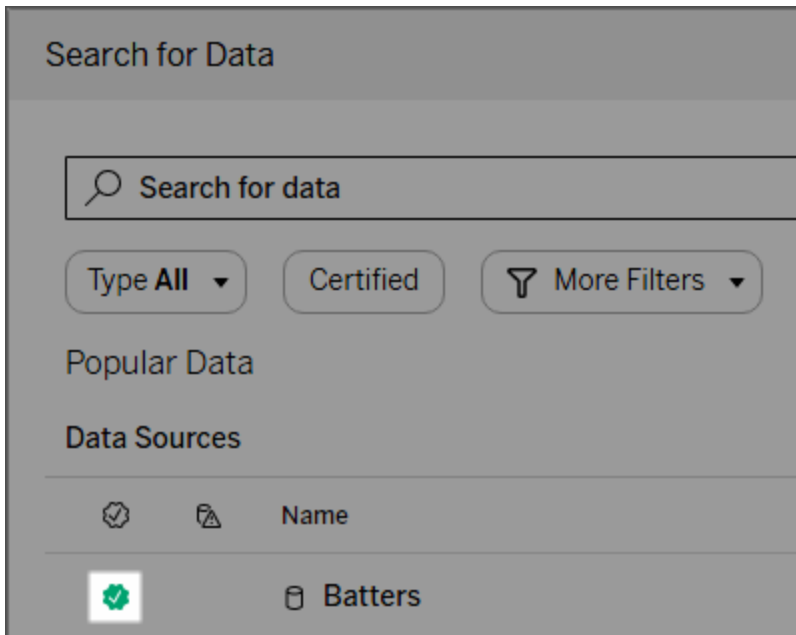 Search for Data
Search for data
Type All
Certified
More Filters
Popular Data
Data Sources
Name
Batters